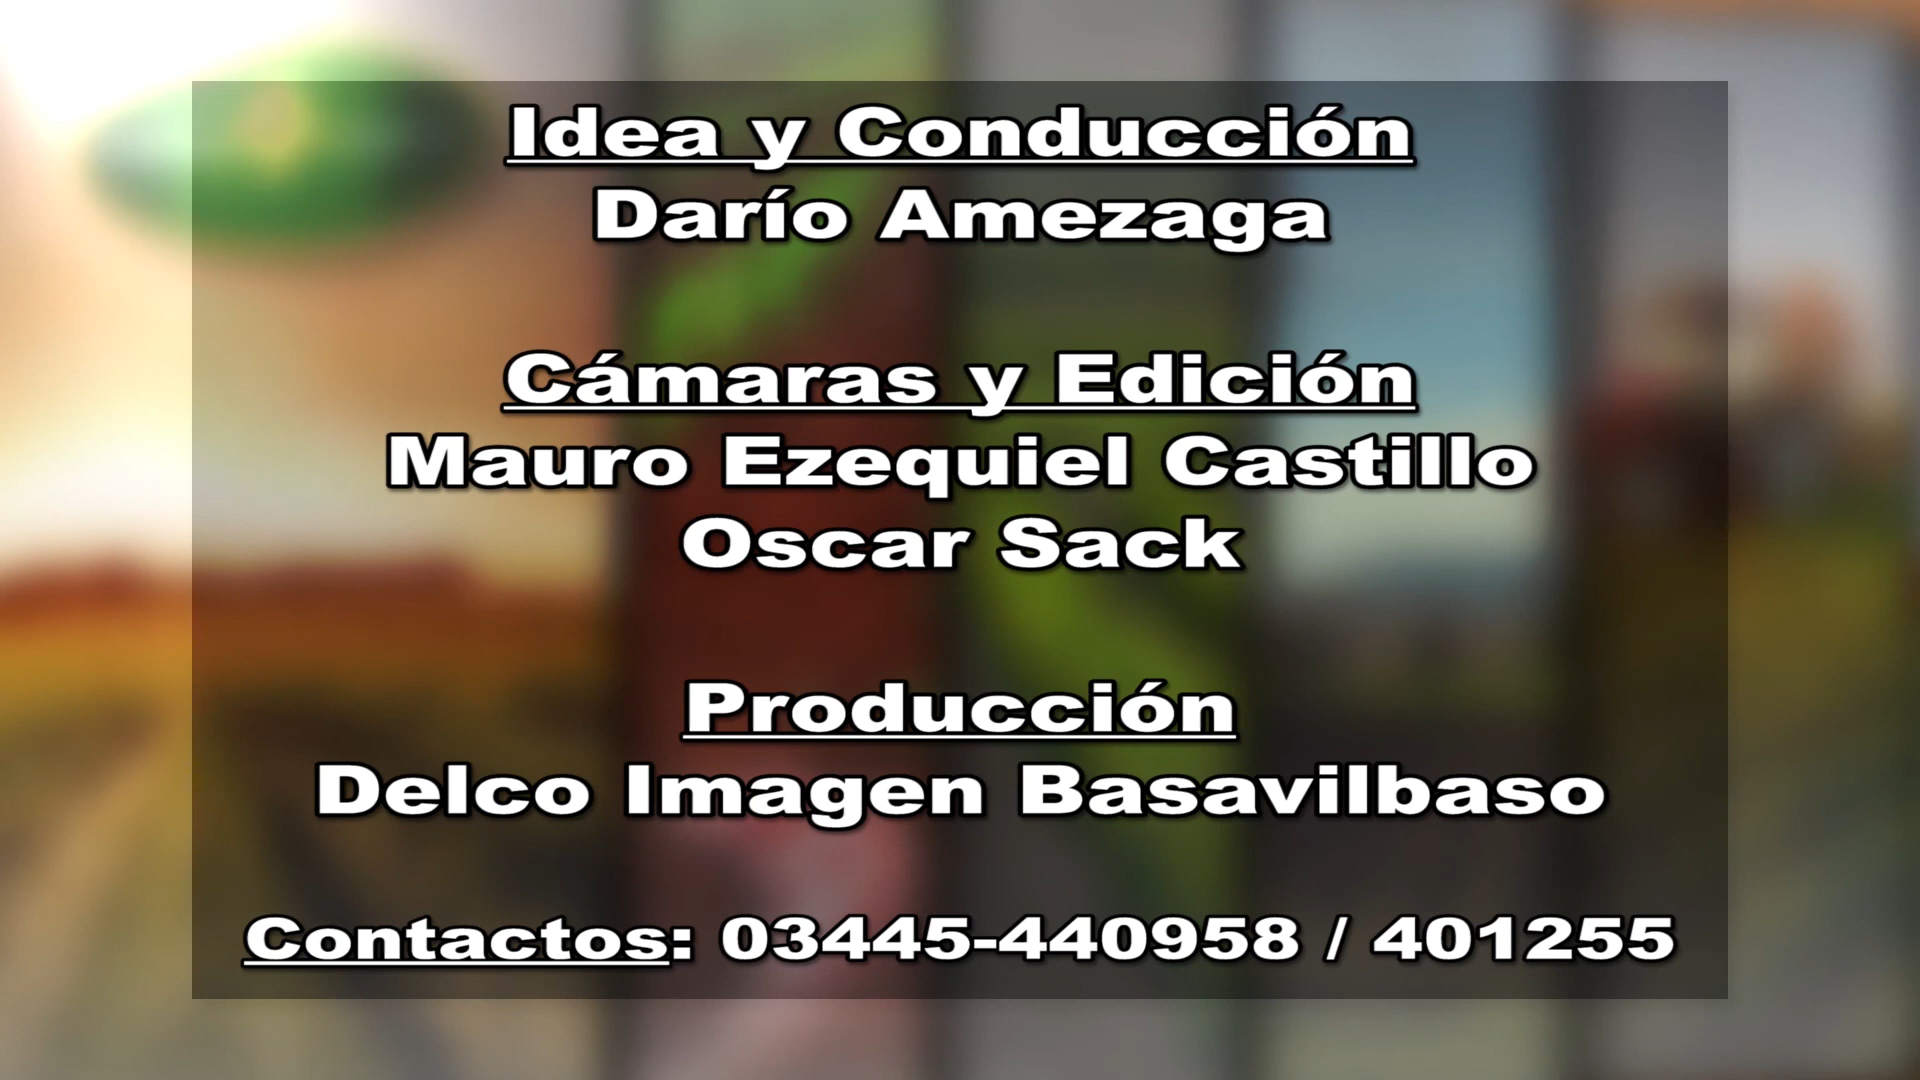 Idea y Conducción
Darío Amezaga
Cámaras y Edición
Mauro Ezequiel Castillo
Oscar Sack
Producción
Delco Imagen Basavilbaso
Contactos: 03445-440958 / 401255